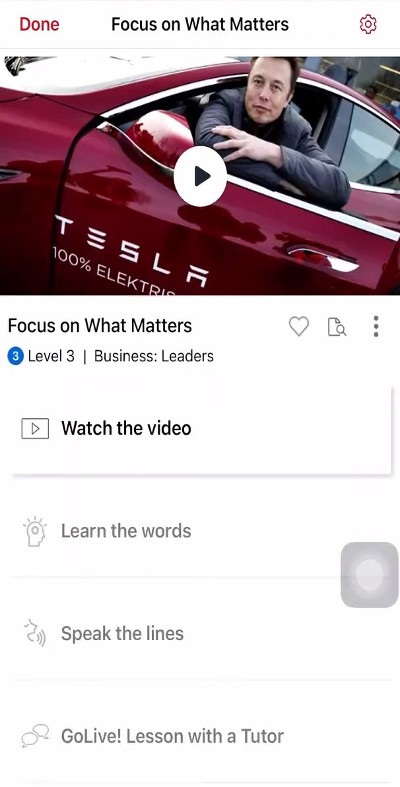 Done
Focus on What Matters
TESLA
100% ELEKTRIS
Focus on What Matters
3 Level 3 | Business: Leaders
Watch the video
Learn the words
Speak the lines
GoLive! Lesson with a Tutor